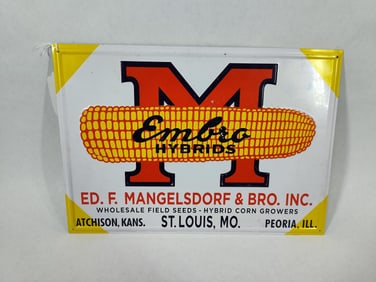 M
Embro
HYBRIDS
ED. F. MANGELSDORF & BRO. INC.
WHOLESALE FIELD SEEDS - HYBRID CORN GROWERS
ATCHISON, KANS. ST. LOUIS, MO. PEORIA, ILL.